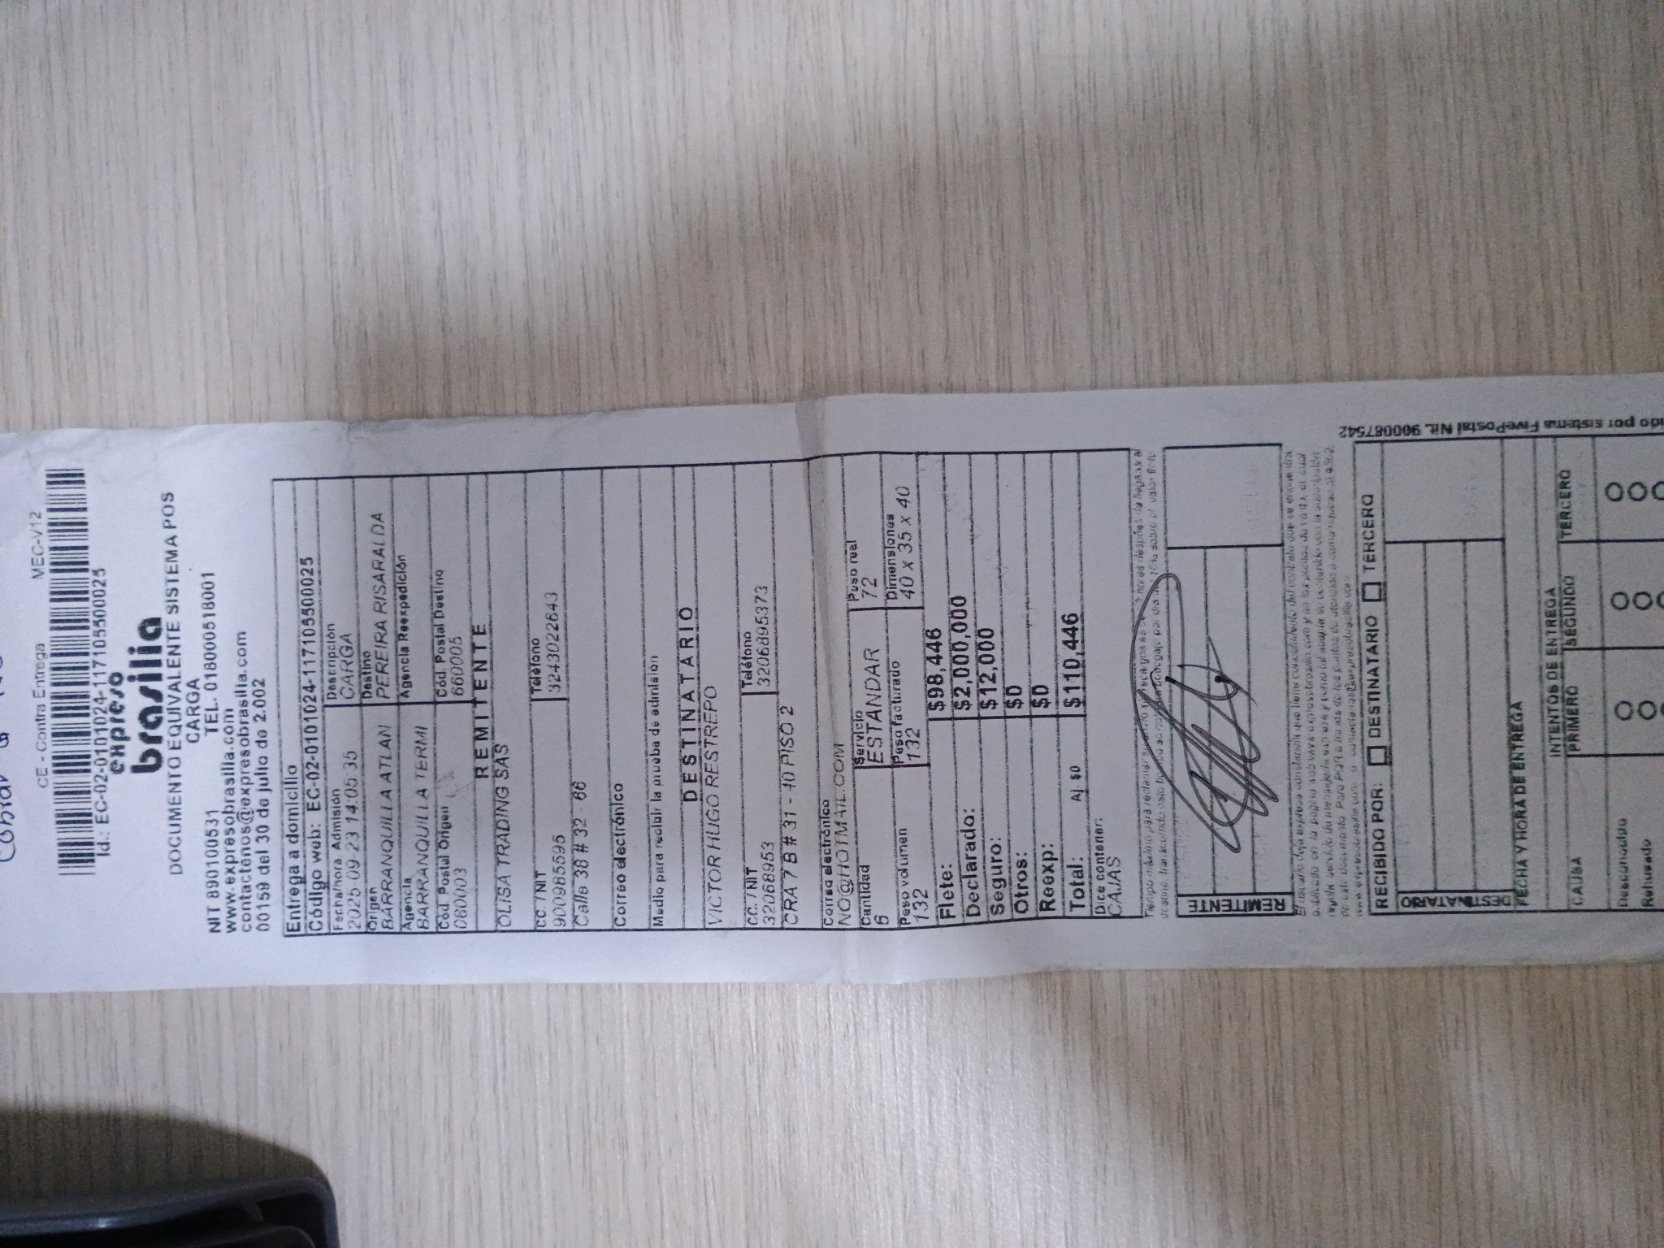 Cobrar
CE - Contra Entrega MEC-V12
Id.: EC-02-0101024-117105500025
expreso
brasilia
DOCUMENTO EQUIVALENTE SISTEMA POS
CARGA
NIT 890100531 TEL. 018000518001
www.expresobrasilia.com
contactenos@expresobrasilia.com
00159 del 30 de julio de 2.002
Entrega a domicilio
Código web: EC-02-0101024-117105500025
Fecha/hora Admisión Descripción
2025-09-23 14:05:35 CARGA
Origen Destino
BARRANQUILLA ATLAN PEREIRA RISARALDA
Agencia Agencia Reexpedición
BARRANQUILLA TERMI
Cód. Postal Origen Cód. Postal Destino
080003 660005
REMITENTE
OLISA TRADING SAS
CC / NIT Teléfono
900985595 3243022643
Calle 38 # 32 - 66
Correo electrónico
Medio para recibir la prueba de admisión
DESTINATARIO
VICTOR HUGO RESTREPO
CC. / NIT Teléfono
32068953 3206895373
CRA 7 B # 31 - 10 PISO 2
Correo electrónico
NO@HOTMAIL.COM
Cantidad Servicio Peso real
6 ESTANDAR 72
Peso volumen Peso facturado Dimensiones
132 132 40 x 35 x 40
Flete: $98,446
Declarado: $2,000,000
Seguro: $12,000
Otros: $0
Reexp: $0
Total: Aj $0 $110,446
Dice contener:
CAJAS
REMITENTE
RECIBIDO POR: DESTINATARIO TERCERO
DESTINATARIO
FECHA Y HORA DE ENTREGA
INTENTOS DE ENTREGA
CAUSA PRIMERO SEGUNDO TERCERO
Desconocido
Rehusado
por sistema FivePostal Nit. 900087542